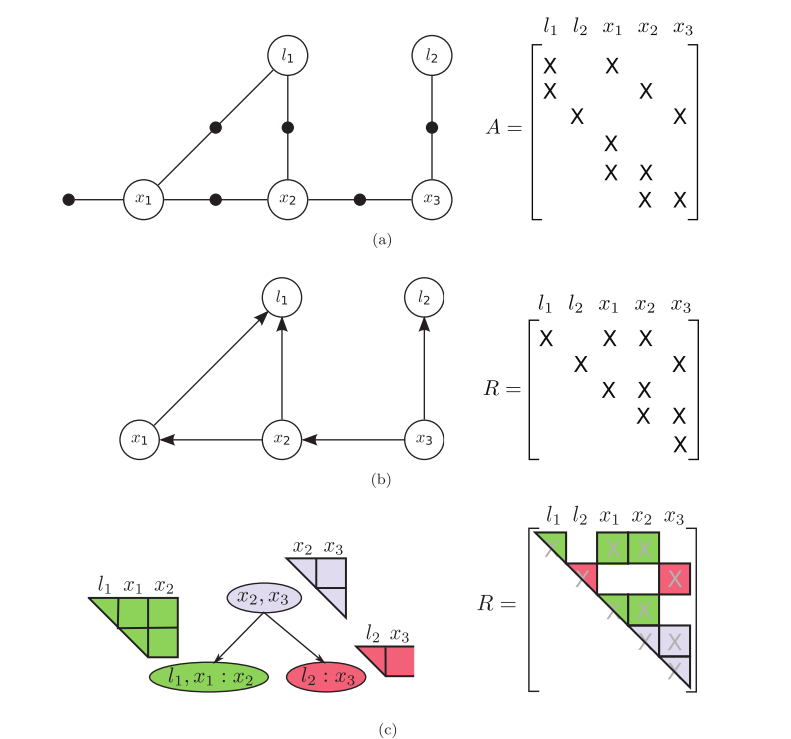 l₁ l₂ x₁ x₂ x₃
l₁ l₂
X X
X X
X X
A =
X
X X
X X
x₁ x₂ x₃
(a)
l₁ l₂
l₁ l₂ x₁ x₂ x₃
X X X
X X
R =
X X
X X
X
x₁ x₂ x₃
(b)
l₁ l₂ x₁ x₂ x₃
x₂ x₃
l₁ x₁ x₂
x₂, x₃
l₂ x₃
l₁, x₁ : x₂
l₂ : x₃
R =
X X X
X X
X X
X X
X
(c)